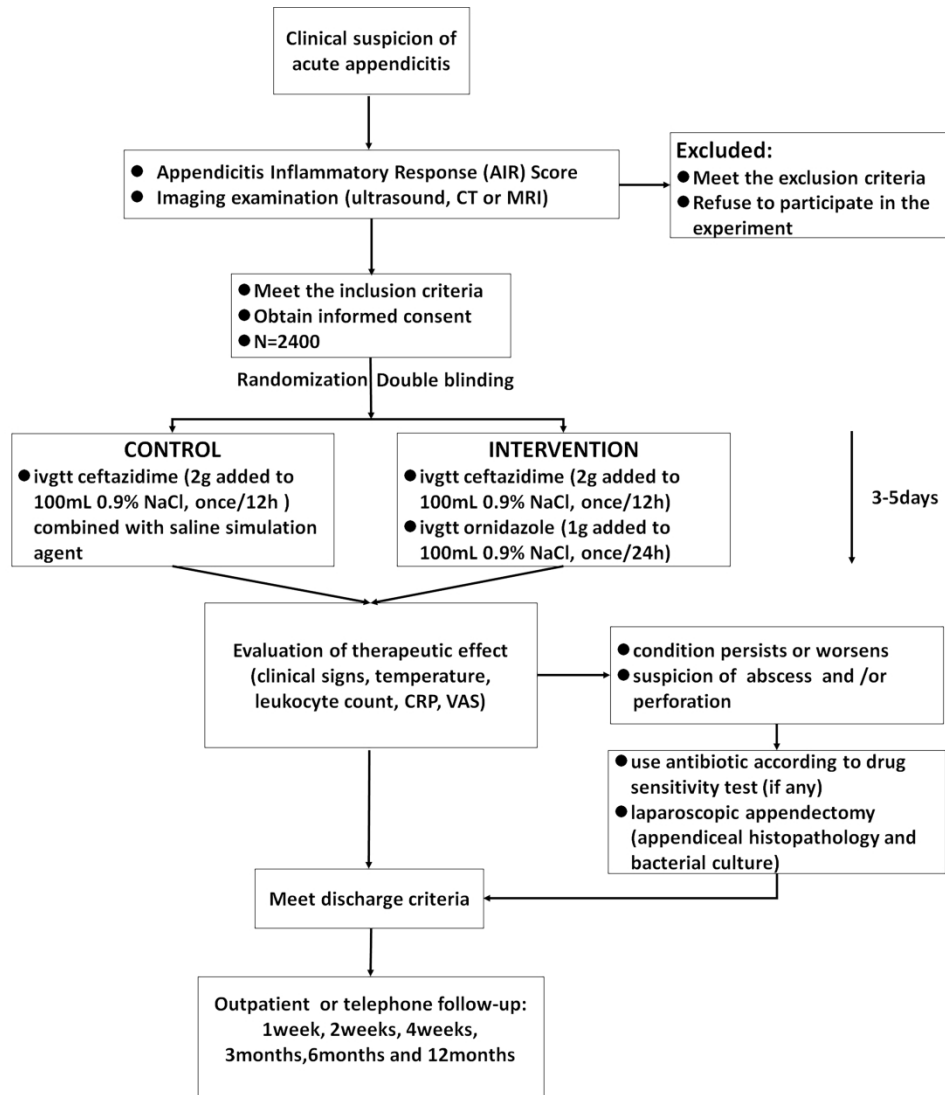 Clinical suspicion of
acute appendicitis
● Appendicitis Inflammatory Response (AIR) Score
● Imaging examination (ultrasound, CT or MRI)
Excluded:
● Meet the exclusion criteria
● Refuse to participate in the
experiment
● Meet the inclusion criteria
● Obtain informed consent
● N=2400
Randomization Double blinding
CONTROL
● ivgtt ceftazidime (2g added to
100mL 0.9% NaCl, once/12h )
combined with saline simulation
agent
INTERVENTION
● ivgtt ceftazidime (2g added to
100mL 0.9% NaCl, once/12h)
● ivgtt ornidazole (1g added to
100mL 0.9% NaCl, once/24h)
3-5days
Evaluation of therapeutic effect
(clinical signs, temperature,
leukocyte count, CRP, VAS)
● condition persists or worsens
● suspicion of abscess and /or
perforation
● use antibiotic according to drug
sensitivity test (if any)
● laparoscopic appendectomy
(appendiceal histopathology and
bacterial culture)
Meet discharge criteria
Outpatient or telephone follow-up:
1week, 2weeks, 4weeks,
3months,6months and 12months